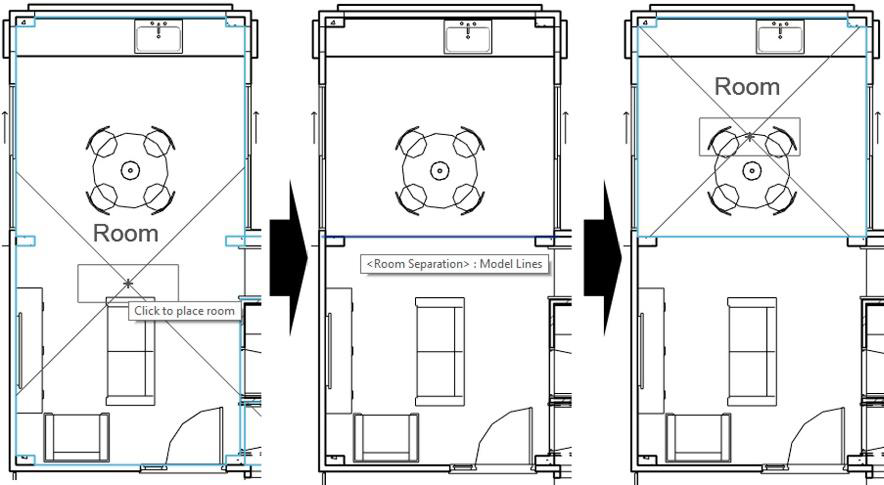 Room
Click to place room
<Room Separation> : Model Lines
Room